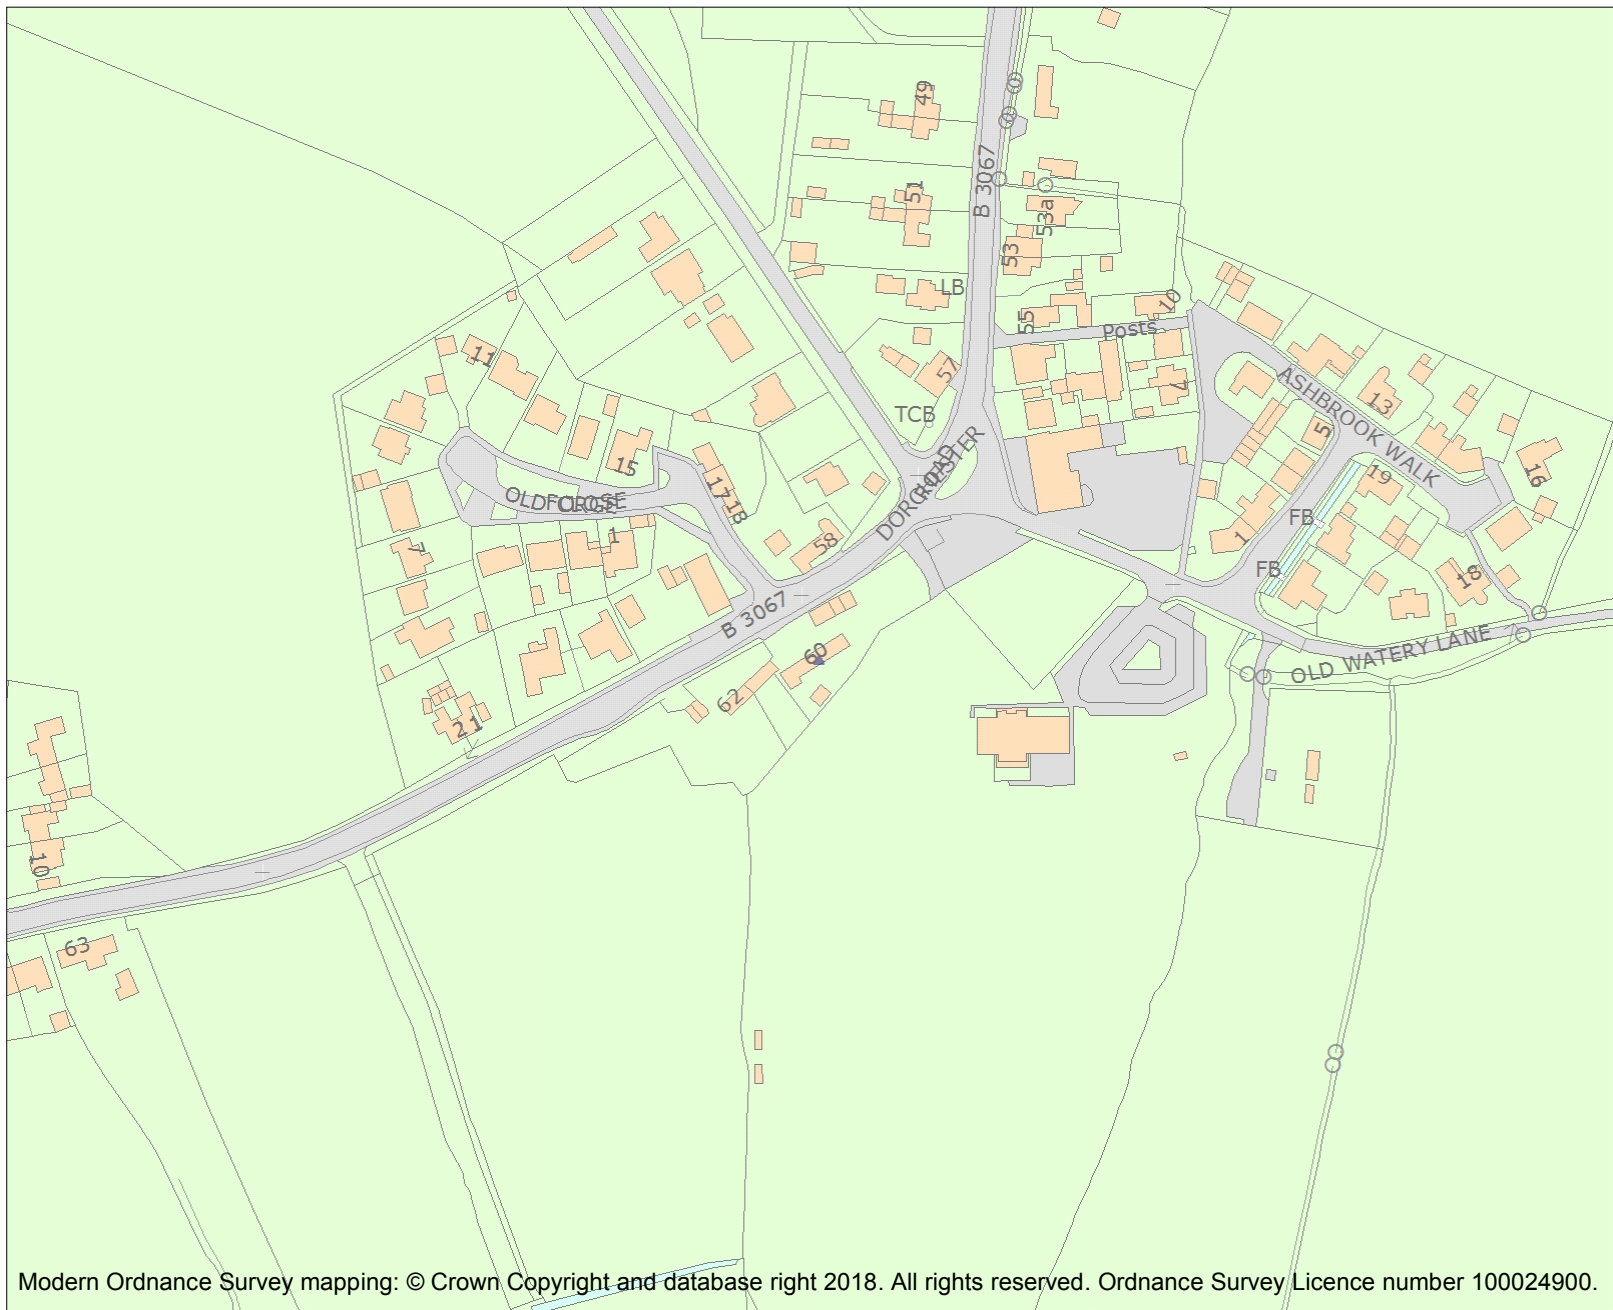 49
B 3067
51
53a
53
LB
10
55
Posts
11
57
7
ASHBROOK WALK
13
TCB
5
15
DORCHESTER
ROAD
19
16
OLD FORGE
CLOSE
17
18
FB
1
7
58
1
FB
18
B 3067
60
OLD WATERY LANE
62
21
10
63
Modern Ordnance Survey mapping: © Crown Copyright and database right 2018. All rights reserved. Ordnance Survey Licence number 100024900.